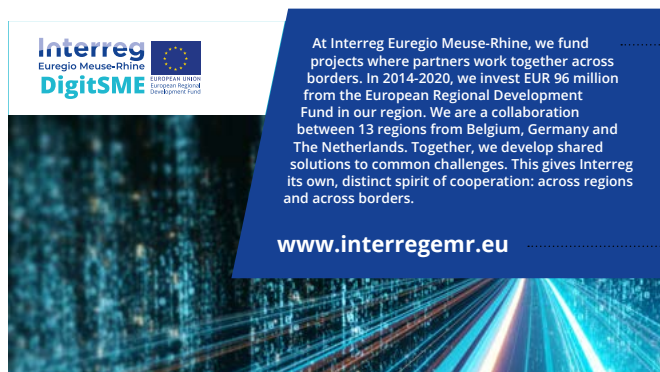 Interreg
Euregio Meuse-Rhine
DigitSME
EUROPEAN UNION
European Regional
Development Fund
At Interreg Euregio Meuse-Rhine, we fund
projects where partners work together across
borders. In 2014-2020, we invest EUR 96 million
from the European Regional Development
Fund in our region. We are a collaboration
between 13 regions from Belgium, Germany and
The Netherlands. Together, we develop shared
solutions to common challenges. This gives Interreg
its own, distinct spirit of cooperation: across regions
and across borders.
www.interregemr.eu